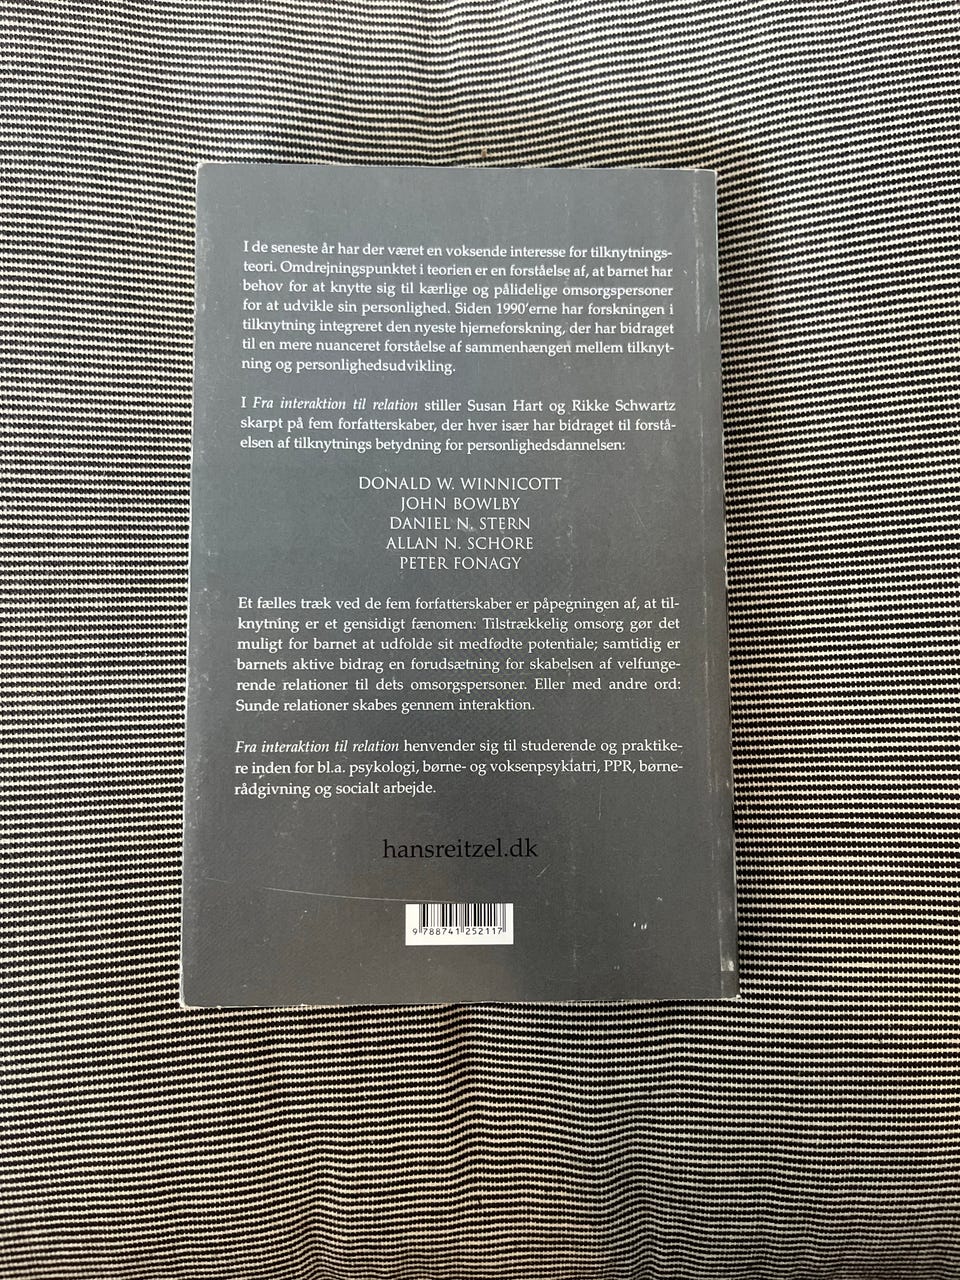 I de seneste år har der været en voksende interesse for tilknytnings-
teori. Omdrejningspunktet i teorien er en forståelse af, at barnet har
behov for at knytte sig til kærlige og pålidelige omsorgspersoner
for at udvikle sin personlighed. Siden 1990'erne har forskningen i
tilknytning integreret den nyeste hjerneforskning, der har bidraget
til en mere nuanceret forståelse af sammenhængen mellem tilknyt-
ning og personlighedsudvikling.
I Fra interaktion til relation stiller Susan Hart og Rikke Schwartz
skarpt på fem forfatterskaber, der hver især har bidraget til forstå-
elsen af tilknytnings betydning for personlighedsdannelsen:
DONALD W. WINNICOTT
JOHN BOWLBY
DANIEL N. STERN
ALLAN N. SCHORE
PETER FONAGY
Et fælles træk ved de fem forfatterskaber er påpegningen af, at til-
knytning er et gensidigt fænomen: Tilstrækkelig omsorg gør det
muligt for barnet at udfolde sit medfødte potentiale; samtidig er
barnets aktive bidrag en forudsætning for skabelsen af velfunge-
rende relationer til dets omsorgspersoner. Eller med andre ord:
Sunde relationer skabes gennem interaktion.
Fra interaktion til relation henvender sig til studerende og praktike-
re inden for bl.a. psykologi, børne- og voksenpsykiatri, PPR, børne-
rådgivning og socialt arbejde.
hansreitzel.dk
9 788741 252117